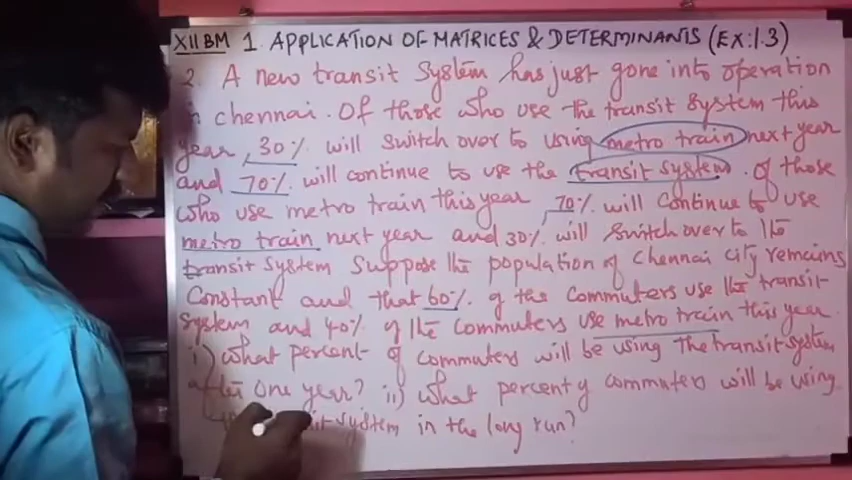 XII BM 1. APPLICATION OF MATRICES & DETERMINANTS (EX:1.3)
2. A new transit system has just gone into operation
in chennai. Of those who use the transit system this
year, 30% will switch over to using metro train next year
and 70% will continue to use the transit system. of those
who use metro train this year 70% will continue to use
metro train next year and 30% will switch over to the
transit system suppose the population of chennai city remains
constant and that 60% of the commuters use the transit
system and 40% of the commuters use metro train this year
i) what percent of commuters will be using the transit system
after one year? ii) what percent of commuters will be using
system in the long run?